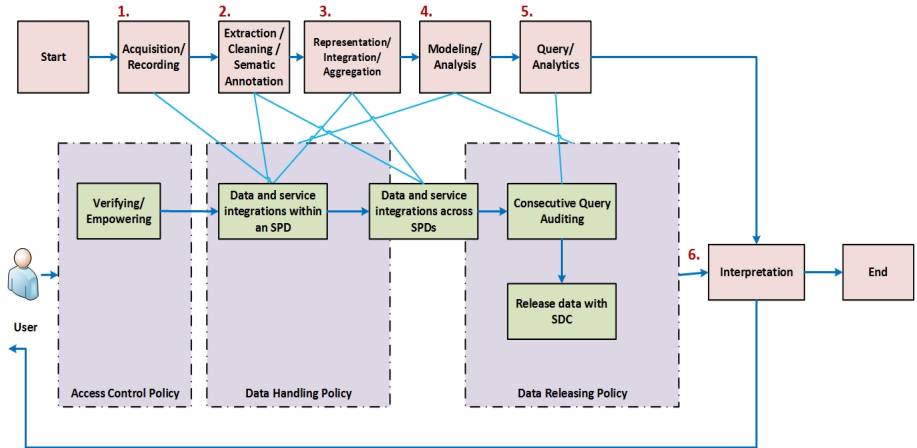 1.
2.
3.
4.
5.
Start
Acquisition/
Recording
Extraction /
Cleaning /
Sematic
Annotation
Representation/
Integration/
Aggregation
Modeling/
Analysis
Query/
Analytics
Verifying/
Empowering
Data and service
integrations within
an SPD
Data and service
integrations across
SPDs
Consecutive Query
Auditing
6.
Interpretation
End
Release data with
SDC
User
Access Control Policy
Data Handling Policy
Data Releasing Policy